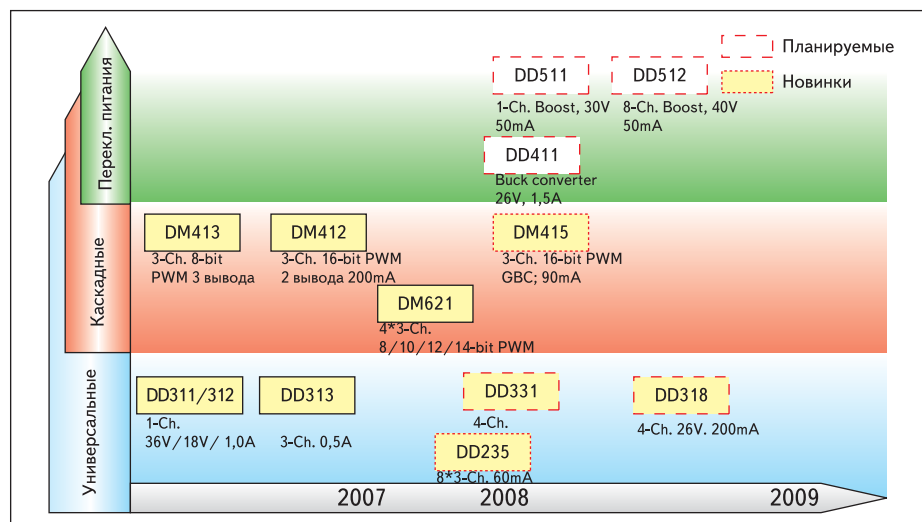 Планируемые
Новинки
Перекл. питания
DD511
1-Ch. Boost, 30V
50mA
DD512
8-Ch. Boost, 40V
50mA
DD411
Buck converter
26V, 1,5A
Каскадные
DM413
3-Ch. 8-bit
PWM 3 вывода
DM412
3-Ch. 16-bit PWM
2 вывода 200mA
DM415
3-Ch. 16-bit PWM
GBC; 90mA
DM621
4*3-Ch.
8/10/12/14-bit PWM
Универсальные
DD311/312
1-Ch.
36V/18V/ 1,0A
DD313
3-Ch. 0,5A
DD331
4-Ch.
DD318
4-Ch. 26V. 200mA
DD235
8*3-Ch. 60mA
2007
2008
2009